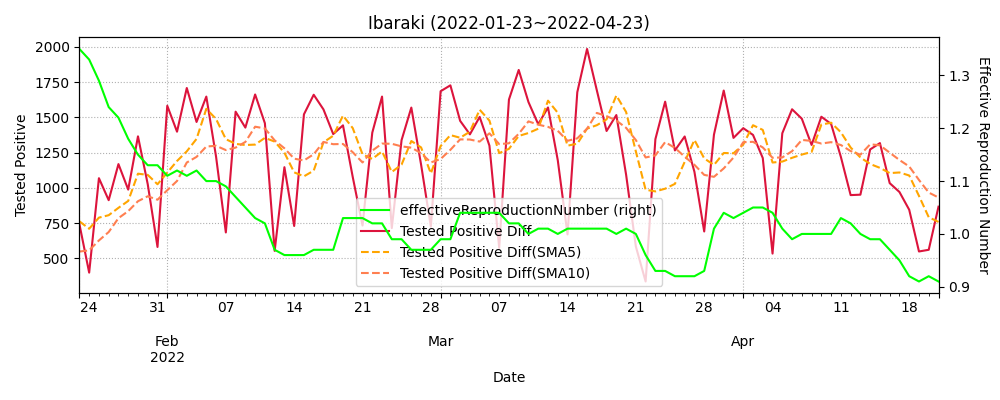 Ibaraki (2022-01-23~2022-04-23)
Tested Positive
2000
1750
1500
1250
1000
750
500
1.3
1.2
1.1
1.0
0.9
Effective Reproduction Number
effectiveReproductionNumber (right)
Tested Positive Diff
Tested Positive Diff(SMA5)
Tested Positive Diff(SMA10)
24 31 07 14 21 28 07 14 21 28 04 11 18
Feb Mar Apr
2022
Date